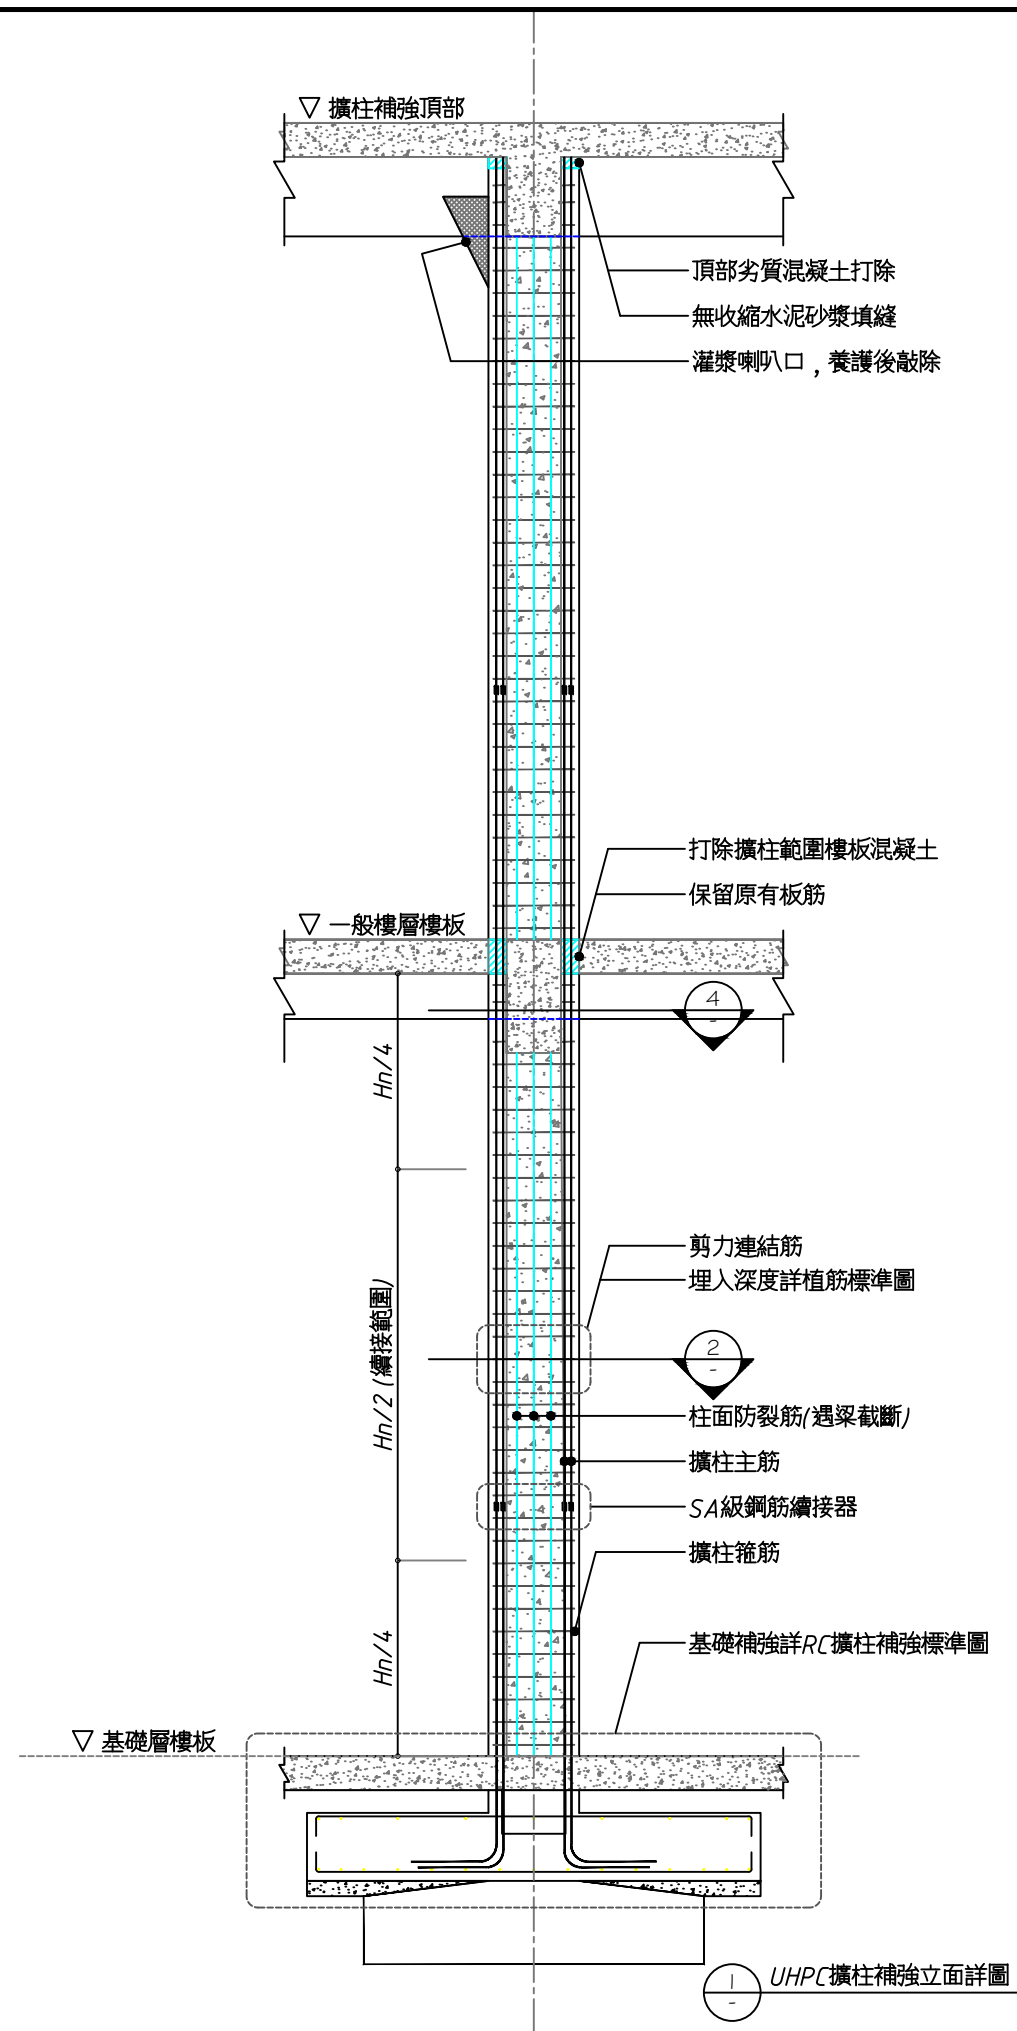 ▽ 擴柱補強頂部
頂部劣質混凝土打除
無收縮水泥砂漿填縫
灌漿喇叭口，養護後敲除
打除擴柱範圍樓板混凝土
保留原有板筋
▽ 一般樓層樓板
4
-
Hn/4
剪力連結筋
埋入深度詳植筋標準圖
Hn/2 (續接範圍)
2
-
柱面防裂筋(遇梁截斷)
擴柱主筋
SA級鋼筋續接器
擴柱箍筋
Hn/4
基礎補強詳RC擴柱補強標準圖
▽ 基礎層樓板
1
-
UHPC擴柱補強立面詳圖